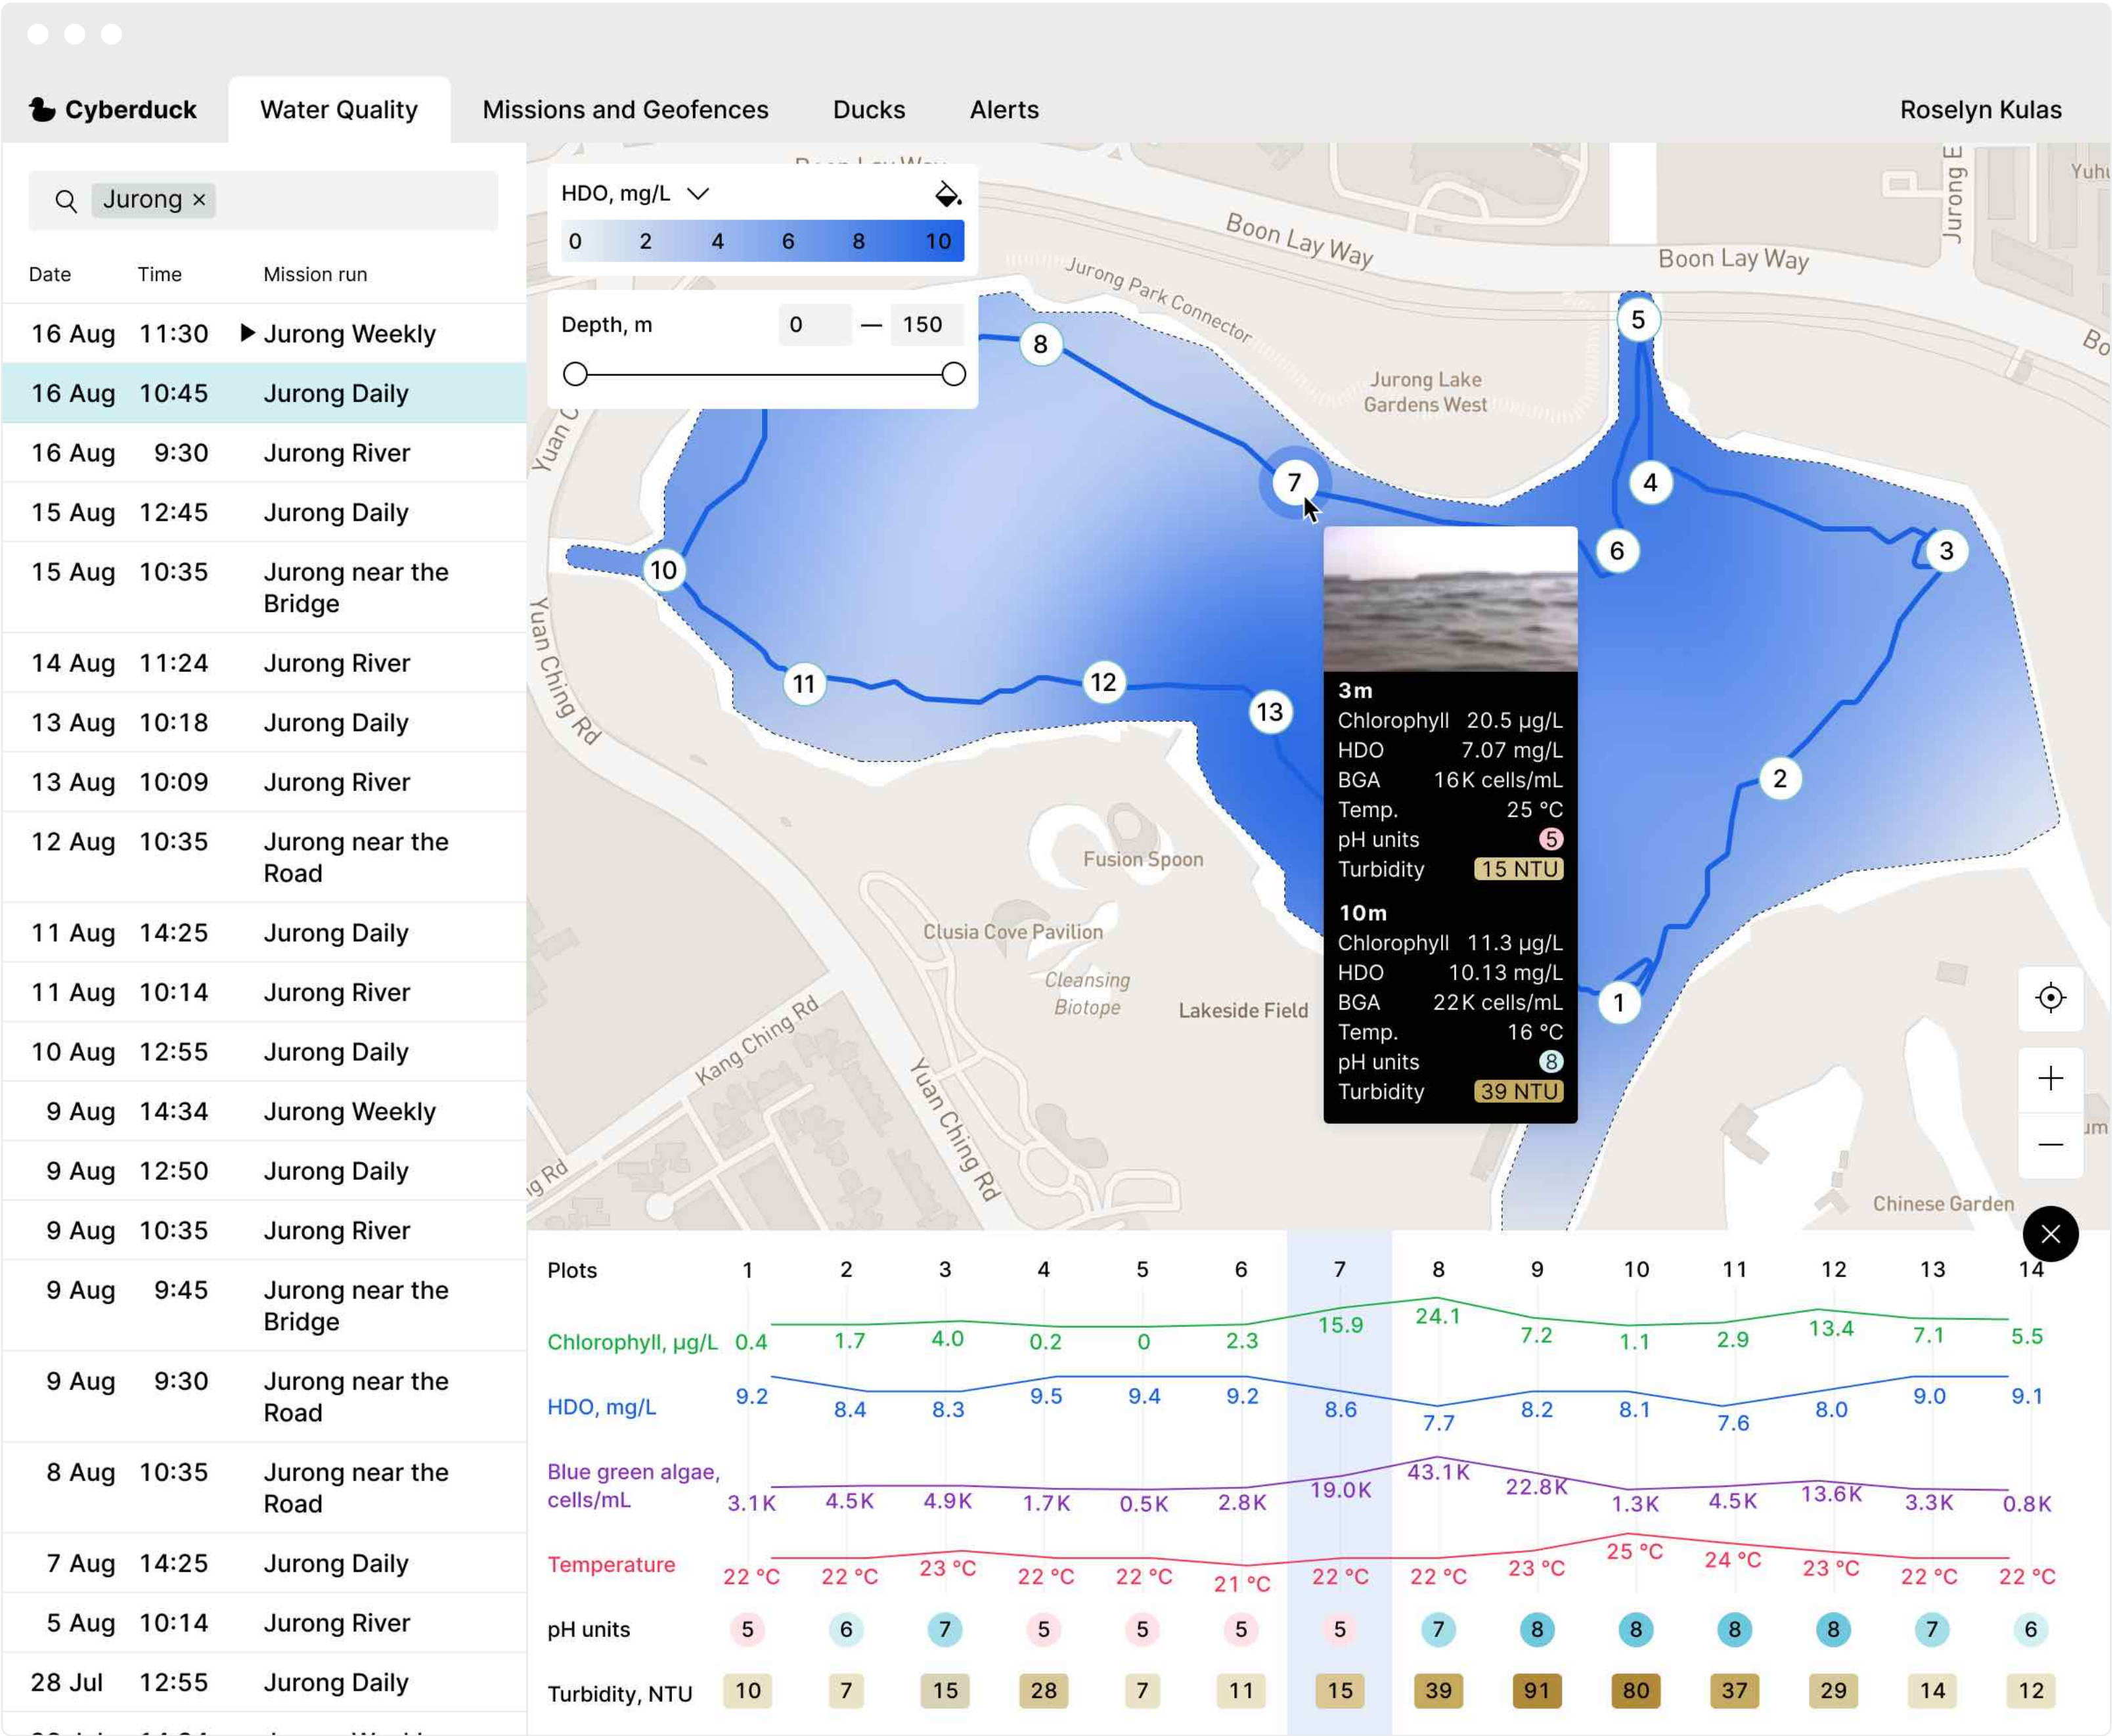 Cyberduck
Water Quality
Missions and Geofences
Ducks
Alerts
Roselyn Kulas
Jurong ×
Date Time Mission run
16 Aug 11:30 Jurong Weekly
16 Aug 10:45 Jurong Daily
16 Aug 9:30 Jurong River
15 Aug 12:45 Jurong Daily
15 Aug 10:35 Jurong near the
Bridge
14 Aug 11:24 Jurong River
13 Aug 10:18 Jurong Daily
13 Aug 10:09 Jurong River
12 Aug 10:35 Jurong near the
Road
11 Aug 14:25 Jurong Daily
11 Aug 10:14 Jurong River
10 Aug 12:55 Jurong Daily
9 Aug 14:34 Jurong Weekly
9 Aug 12:50 Jurong Daily
9 Aug 10:35 Jurong River
9 Aug 9:45 Jurong near the
Bridge
9 Aug 9:30 Jurong near the
Road
8 Aug 10:35 Jurong near the
Road
7 Aug 14:25 Jurong Daily
5 Aug 10:14 Jurong River
28 Jul 12:55 Jurong Daily
HDO, mg/L
0 2 4 6 8 10
Depth, m 0 — 150
Boon Lay Way
Boon Lay Way
Jurong Park Connector
Jurong Lake
Gardens West
Yuan Ching Rd
Fusion Spoon
Clusia Cove Pavilion
Cleansing
Biotope
Lakeside Field
Kang Ching Rd
Yuan Ching Rd
Chinese Garden
8
5
7
4
6
3
10
11
12
13
2
1
3m
Chlorophyll 20.5 µg/L
HDO 7.07 mg/L
BGA 16K cells/mL
Temp. 25 °C
pH units 5
Turbidity 15 NTU
10m
Chlorophyll 11.3 µg/L
HDO 10.13 mg/L
BGA 22K cells/mL
Temp. 16 °C
pH units 8
Turbidity 39 NTU
Plots 1 2 3 4 5 6 7 8 9 10 11 12 13 14
Chlorophyll, µg/L 0.4 1.7 4.0 0.2 0 2.3 15.9 24.1 7.2 1.1 2.9 13.4 7.1 5.5
HDO, mg/L 9.2 8.4 8.3 9.5 9.4 9.2 8.6 7.7 8.2 8.1 7.6 8.0 9.0 9.1
Blue green algae,
cells/mL 3.1K 4.5K 4.9K 1.7K 0.5K 2.8K 19.0K 43.1K 22.8K 1.3K 4.5K 13.6K 3.3K 0.8K
Temperature 22 °C 22 °C 23 °C 22 °C 22 °C 21 °C 22 °C 22 °C 23 °C 25 °C 24 °C 23 °C 22 °C 22 °C
pH units 5 6 7 5 5 5 5 7 8 8 8 8 7 6
Turbidity, NTU 10 7 15 28 7 11 15 39 91 80 37 29 14 12